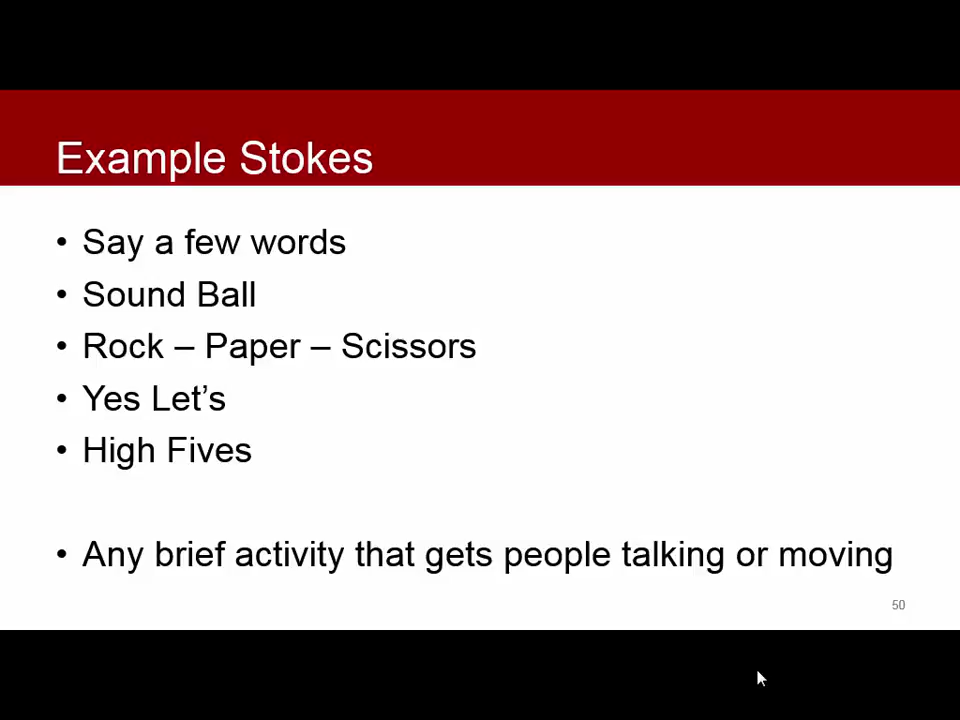 Example Stokes
• Say a few words
• Sound Ball
• Rock – Paper – Scissors
• Yes Let’s
• High Fives
• Any brief activity that gets people talking or moving
50